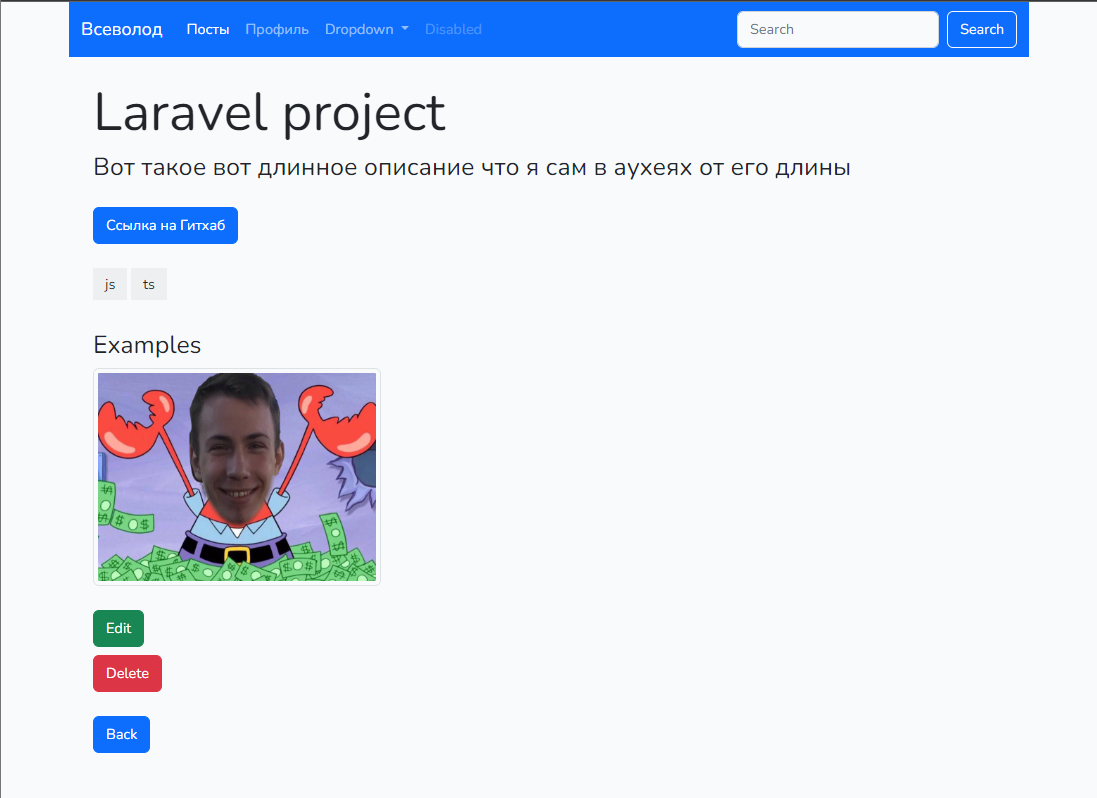 Всеволод Посты Профиль Dropdown Disabled Search Search
Laravel project
Вот такое вот длинное описание что я сам в аухеях от его длины
Ссылка на Гитхаб
js ts
Examples
Edit
Delete
Back